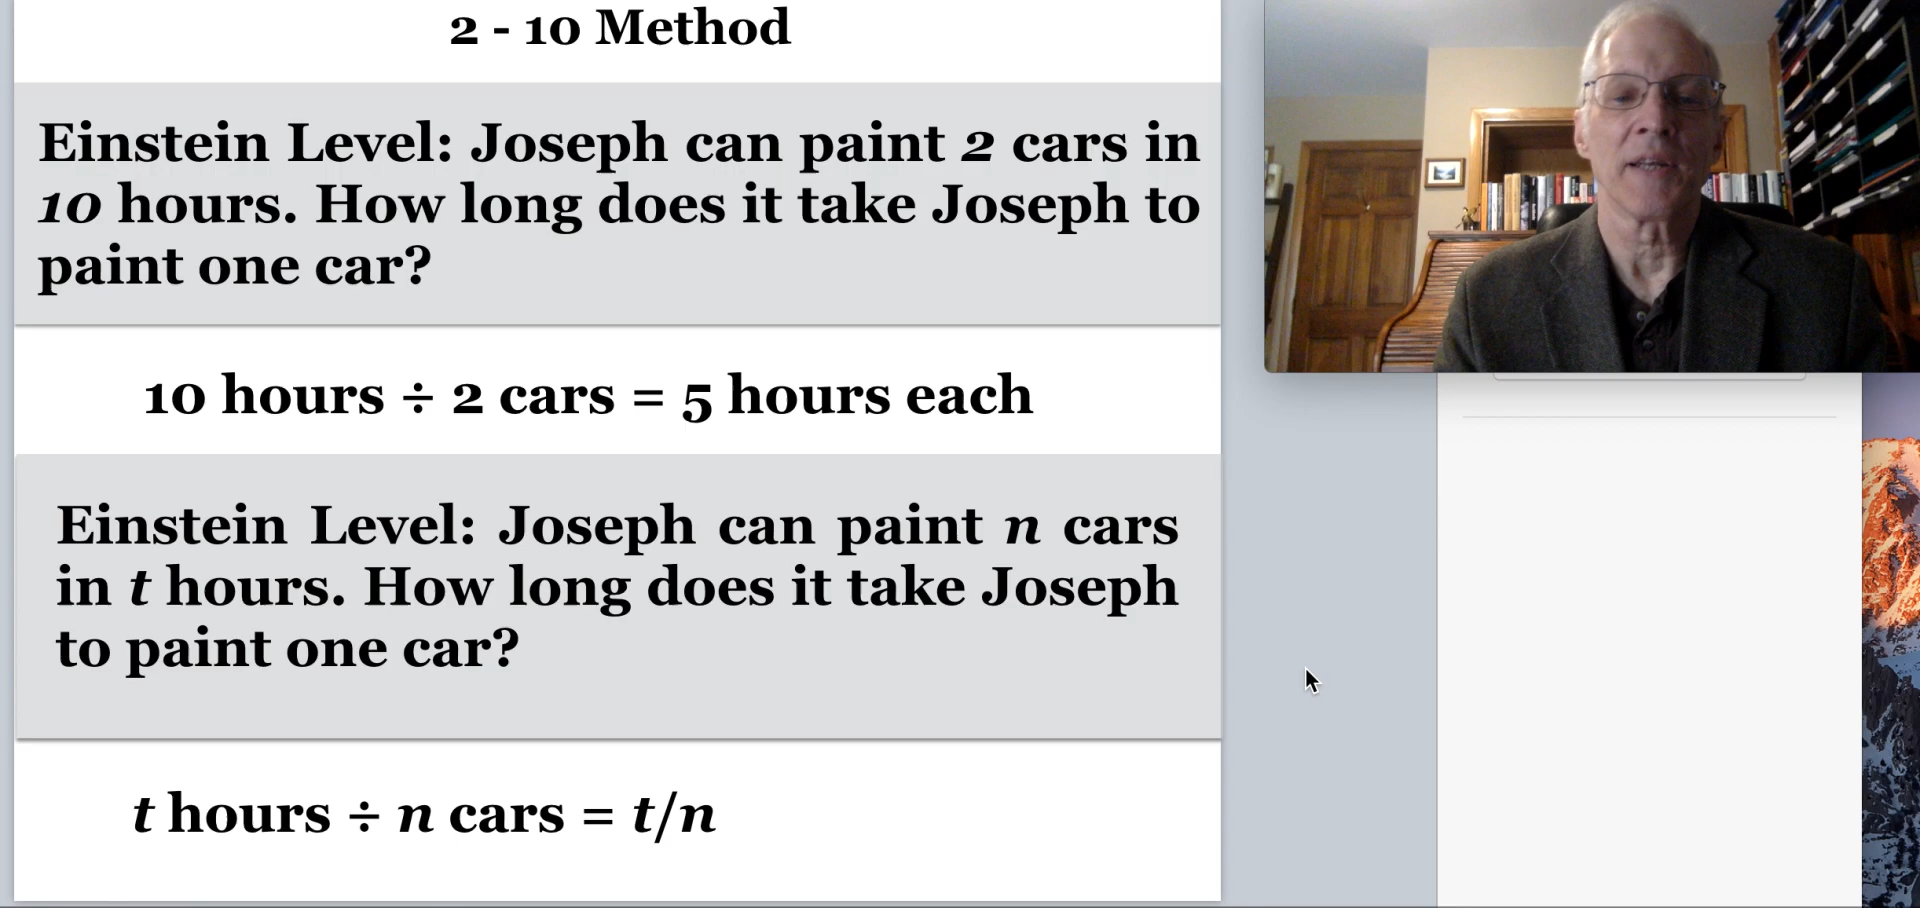 2 - 10 Method
Einstein Level: Joseph can paint 2 cars in
10 hours. How long does it take Joseph to
paint one car?
10 hours ÷ 2 cars = 5 hours each
Einstein Level: Joseph can paint n cars
in t hours. How long does it take Joseph
to paint one car?
t hours ÷ n cars = t/n